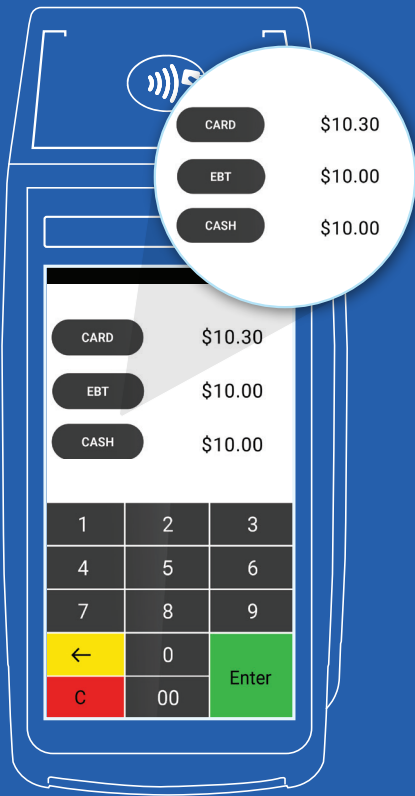 CARD $10.30
EBT $10.00
CASH $10.00
CARD $10.30
EBT $10.00
CASH $10.00
1 2 3
4 5 6
7 8 9
← 0
Enter
C 00